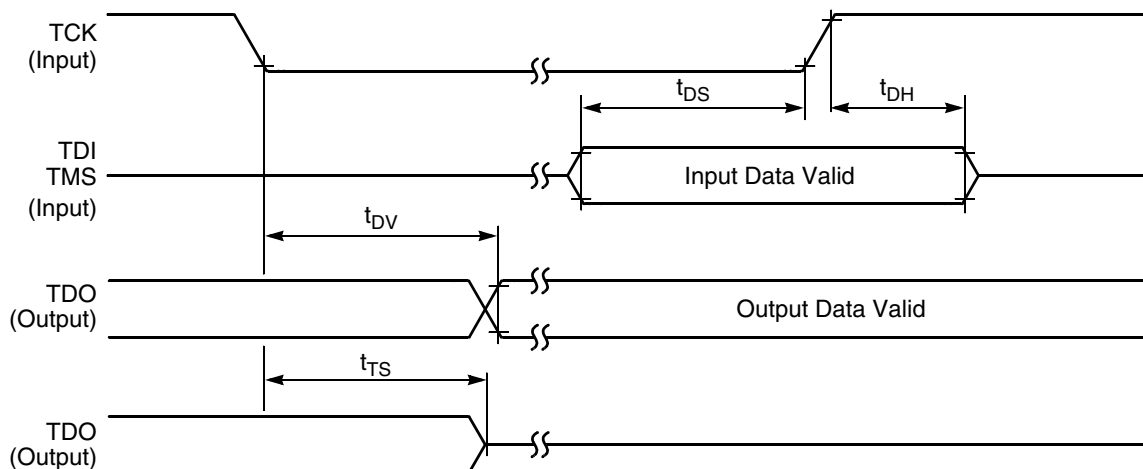 TCK
(Input)
tDS
tDH
TDI
TMS
(Input)
Input Data Valid
tDV
TDO
(Output)
Output Data Valid
tTS
TDO
(Output)